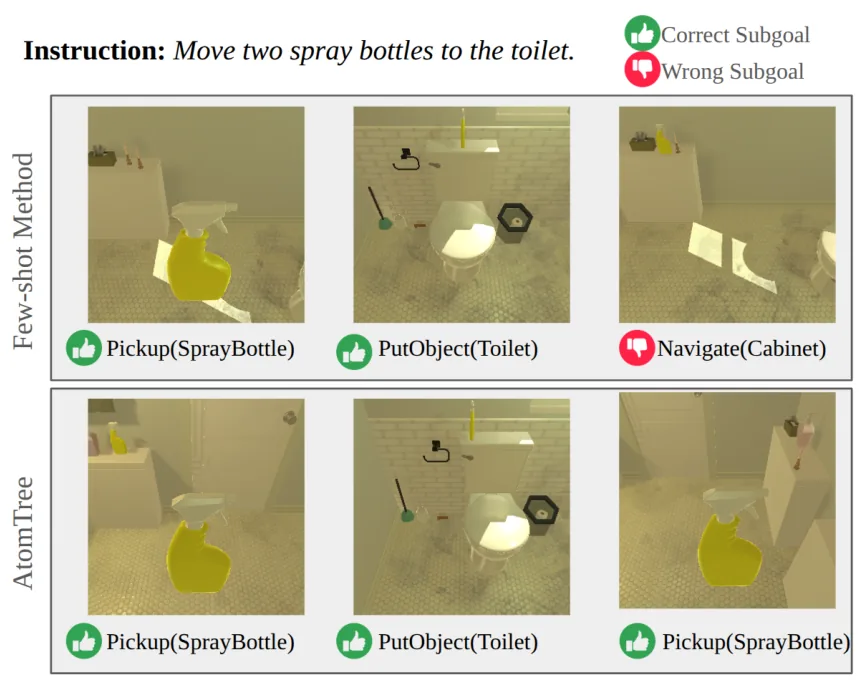 Instruction: Move two spray bottles to the toilet.
Correct Subgoal
Wrong Subgoal
Few-shot Method
Pickup(SprayBottle)
PutObject(Toilet)
Navigate(Cabinet)
AtomTree
Pickup(SprayBottle)
PutObject(Toilet)
Pickup(SprayBottle)